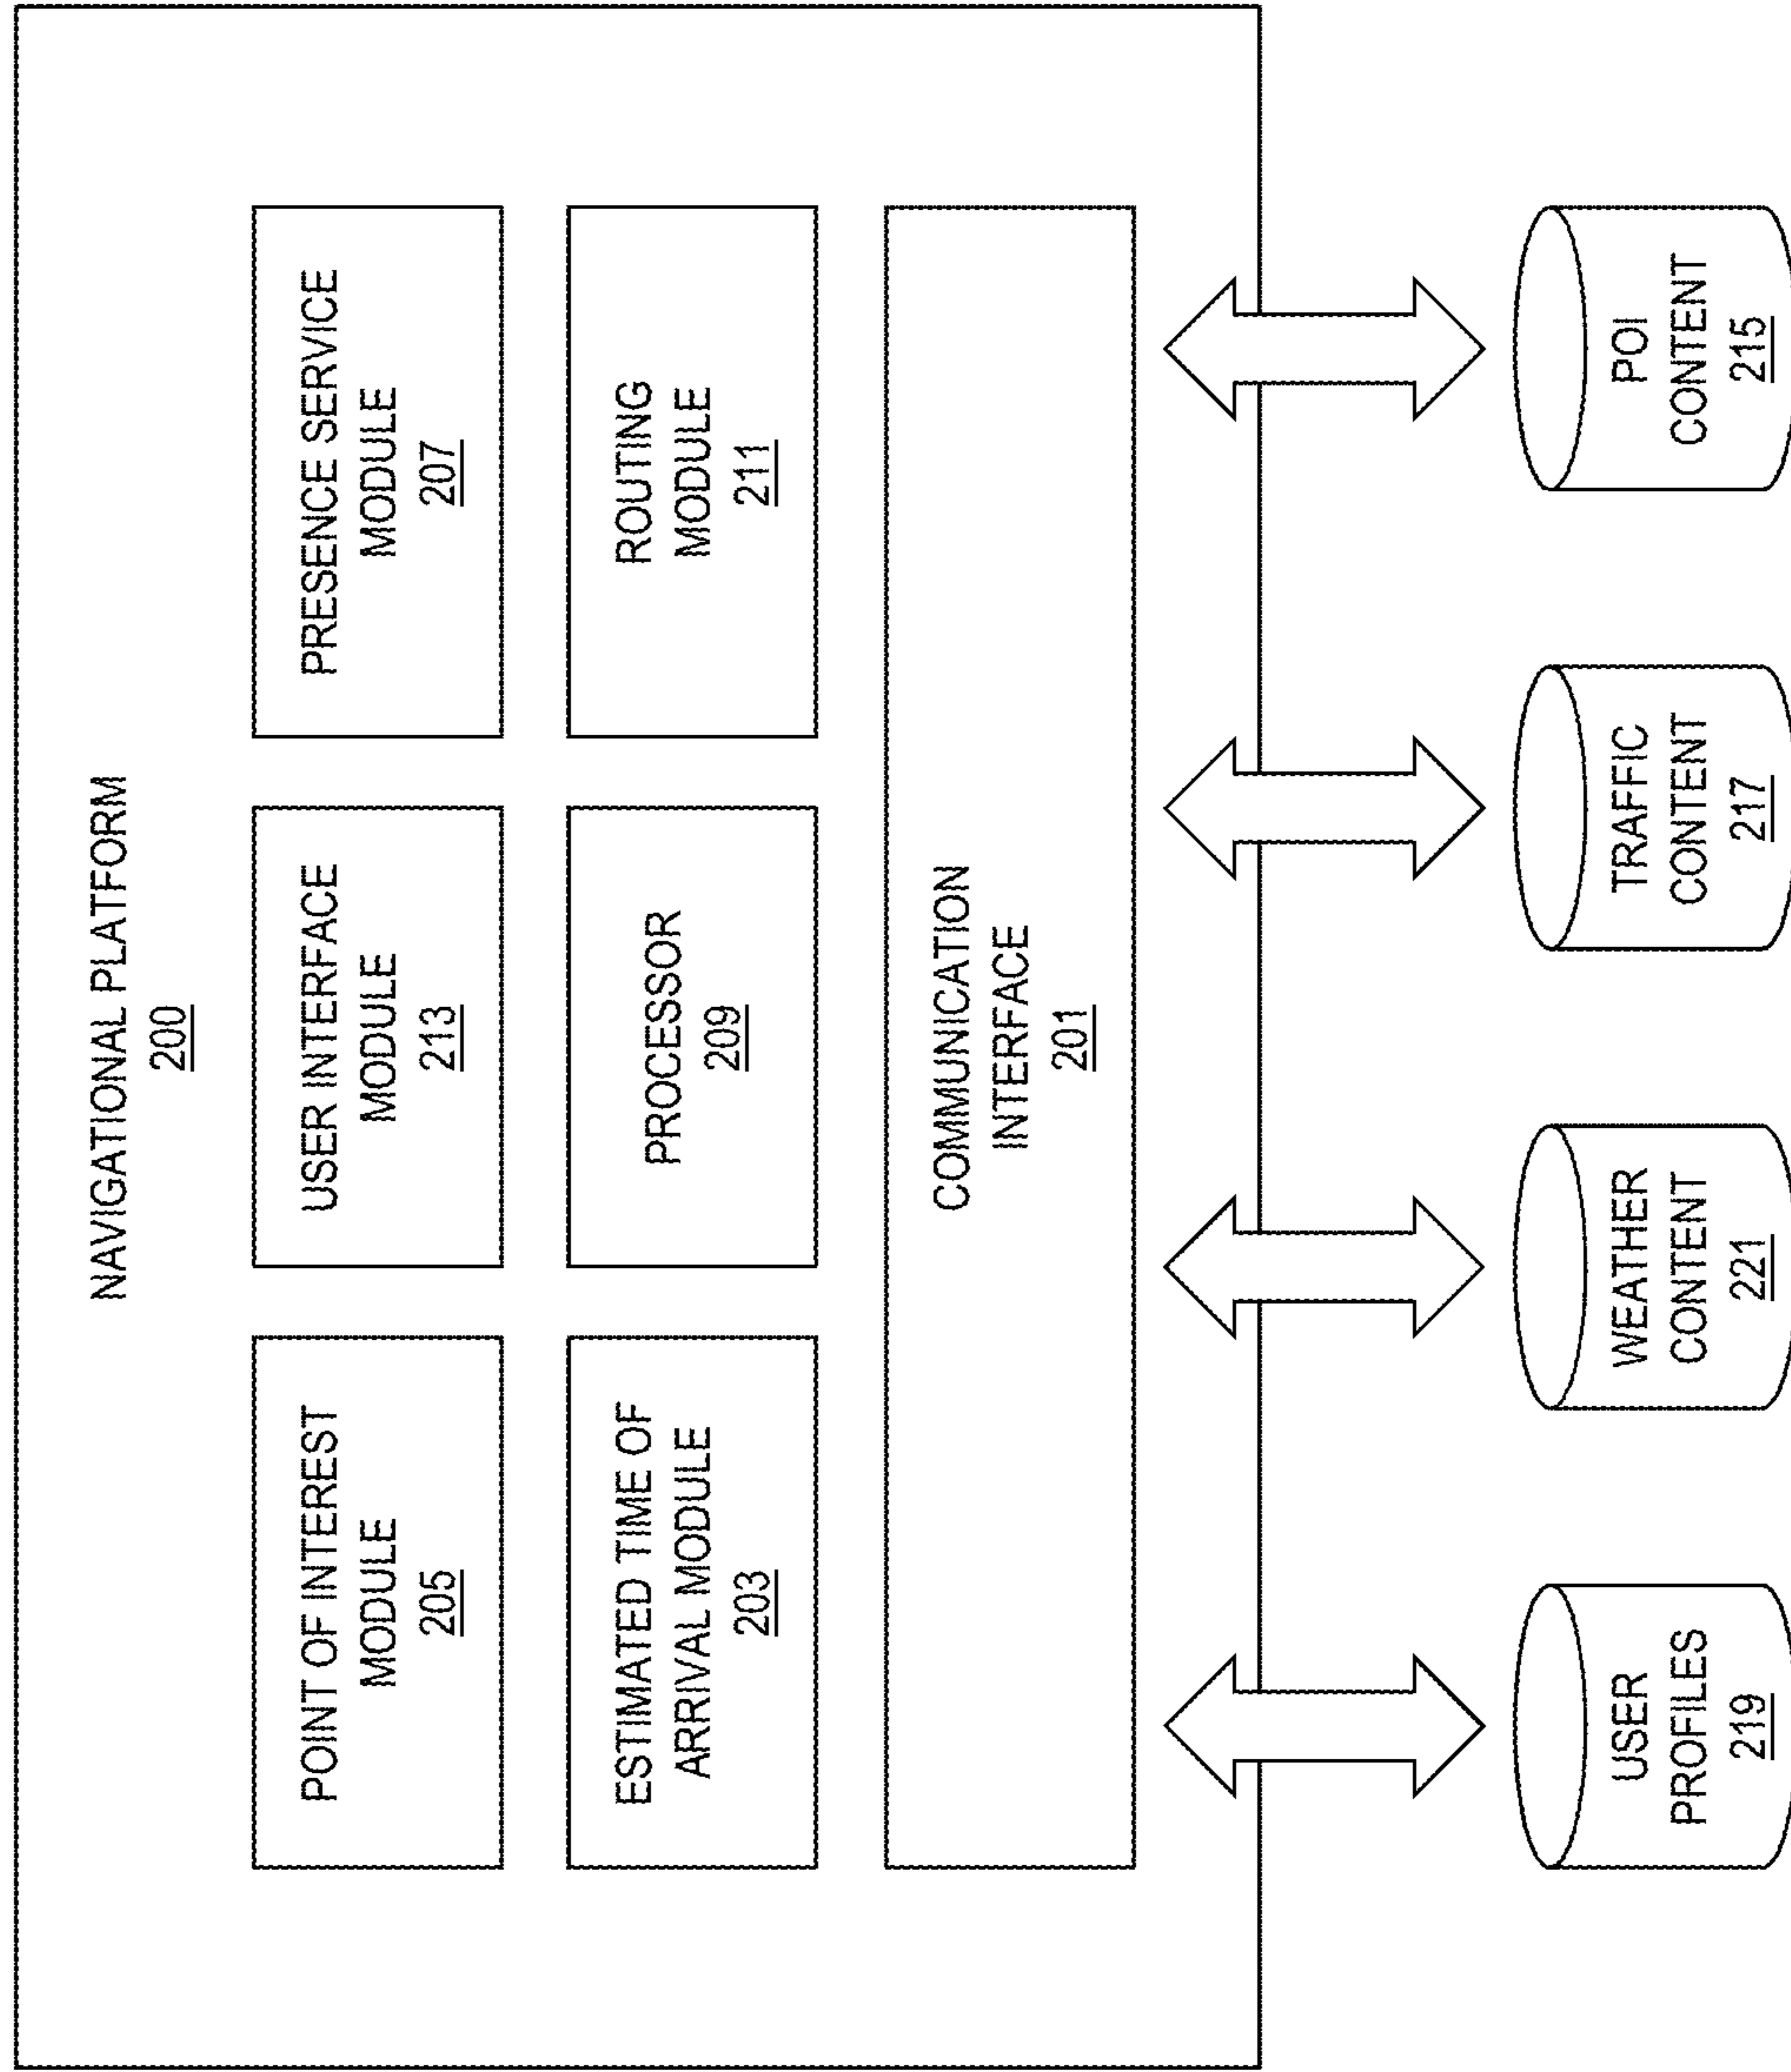 NAVIGATIONAL PLATFORM
200
POINT OF INTEREST
MODULE
205
USER INTERFACE
MODULE
213
PRESENCE SERVICE
MODULE
207
ESTIMATED TIME OF
ARRIVAL MODULE
203
PROCESSOR
209
ROUTING
MODULE
211
COMMUNICATION
INTERFACE
201
USER
PROFILES
219
WEATHER
CONTENT
221
TRAFFIC
CONTENT
217
POI
CONTENT
215